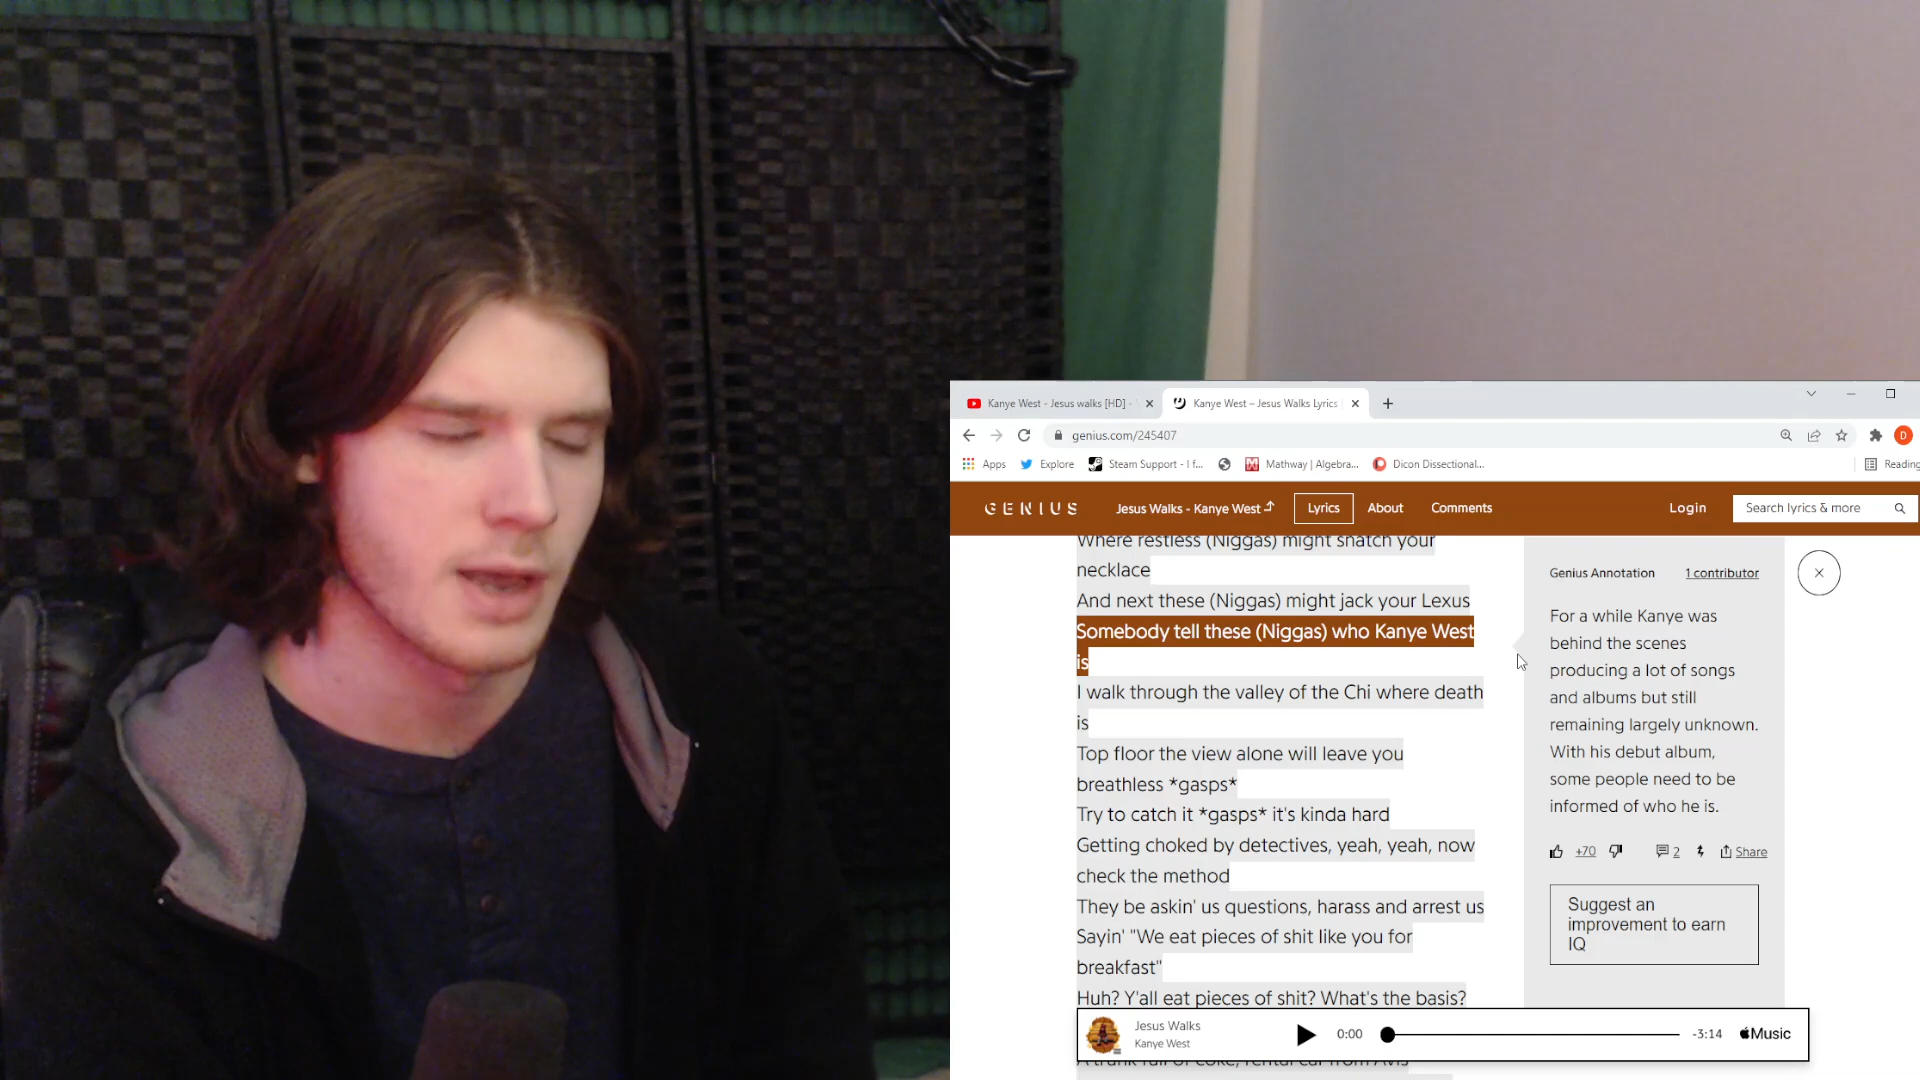 Kanye West - Jesus walks [HD] -
Kanye West – Jesus Walks Lyrics
genius.com/245407
D
Apps
Explore
Steam Support - I f...
Mathway | Algebra...
Dicon Dissectional...
Reading
GENIUS
Jesus Walks - Kanye West
Lyrics
About
Comments
Login
Search lyrics & more
Where restless (Niggas) might snatch your
necklace
And next these (Niggas) might jack your Lexus
Somebody tell these (Niggas) who Kanye West
is
I walk through the valley of the Chi where death
is
Top floor the view alone will leave you
breathless *gasps*
Try to catch it *gasps* it's kinda hard
Getting choked by detectives, yeah, yeah, now
check the method
They be askin' us questions, harass and arrest us
Sayin' "We eat pieces of shit like you for
breakfast"
Huh? Y'all eat pieces of shit? What's the basis?
A trunk full of coke, rental car from Avis
Genius Annotation
1 contributor
For a while Kanye was
behind the scenes
producing a lot of songs
and albums but still
remaining largely unknown.
With his debut album,
some people need to be
informed of who he is.
+70
2
Share
Suggest an
improvement to earn
IQ
Jesus Walks
Kanye West
0:00
-3:14
Music